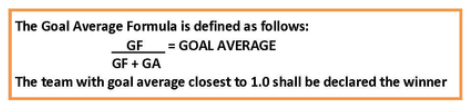 The Goal Average Formula is defined as follows:
GF = GOAL AVERAGE
GF + GA
The team with goal average closest to 1.0 shall be declared the winner